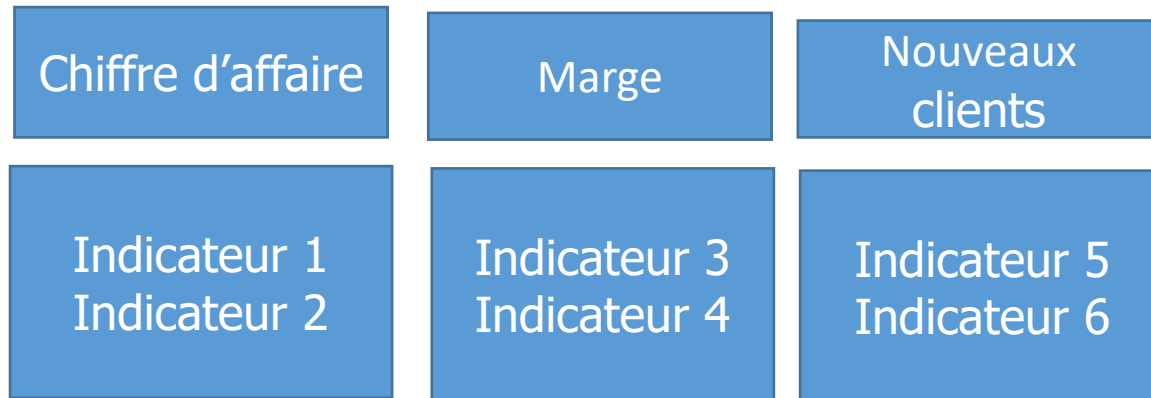 Chiffre d’affaire
Marge
Nouveaux
clients
Indicateur 1
Indicateur 2
Indicateur 3
Indicateur 4
Indicateur 5
Indicateur 6